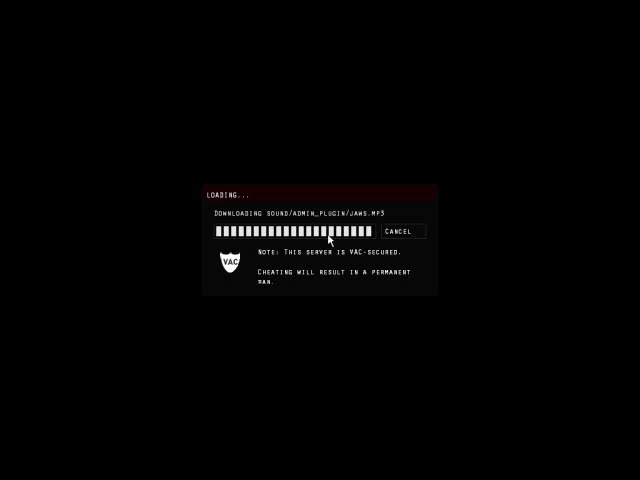 LOADING...
DOWNLOADING SOUND/ADMIN_PLUGIN/JAWS.MP3
CANCEL
VAC
NOTE: THIS SERVER IS VAC-SECURED.
CHEATING WILL RESULT IN A PERMANENT
BAN.